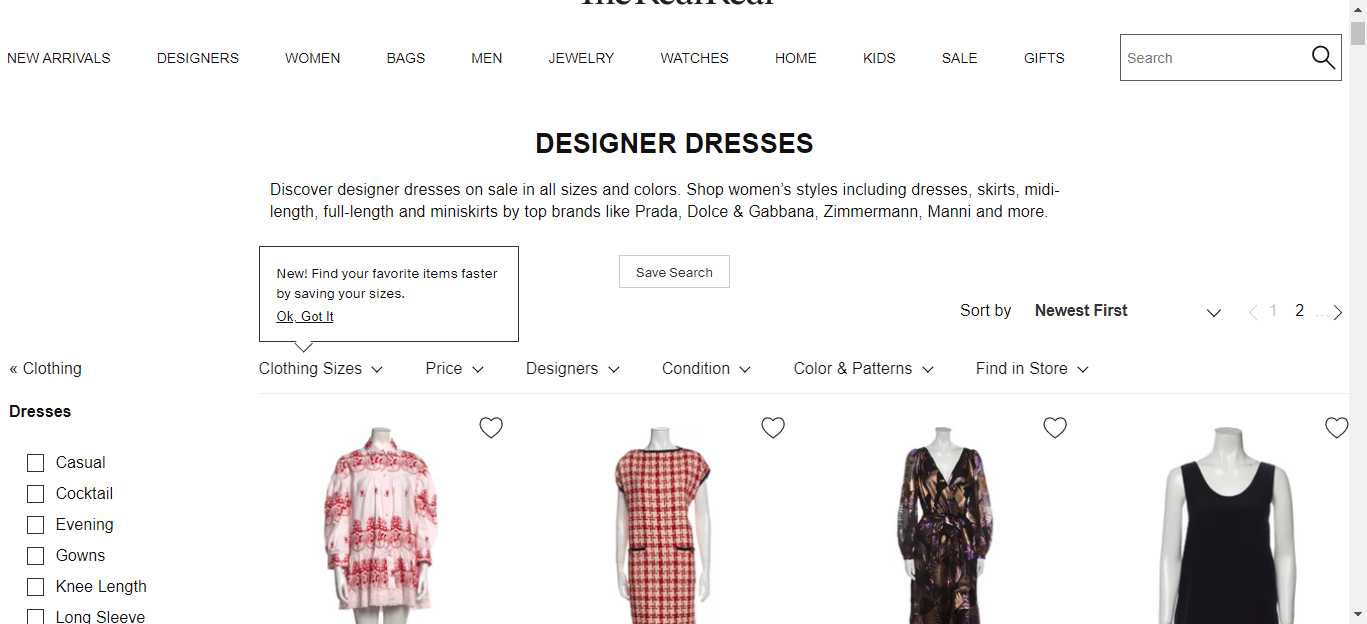 NEW ARRIVALS DESIGNERS WOMEN BAGS MEN JEWELRY WATCHES HOME KIDS SALE GIFTS Search
DESIGNER DRESSES
Discover designer dresses on sale in all sizes and colors. Shop women’s styles including dresses, skirts, midi-
length, full-length and miniskirts by top brands like Prada, Dolce & Gabbana, Zimmermann, Manni and more.
New! Find your favorite items faster
by saving your sizes.
Ok, Got It
Save Search
Sort by Newest First 1 2 ...
« Clothing
Clothing Sizes Price Designers Condition Color & Patterns Find in Store
Dresses
Casual
Cocktail
Evening
Gowns
Knee Length
Long Sleeve